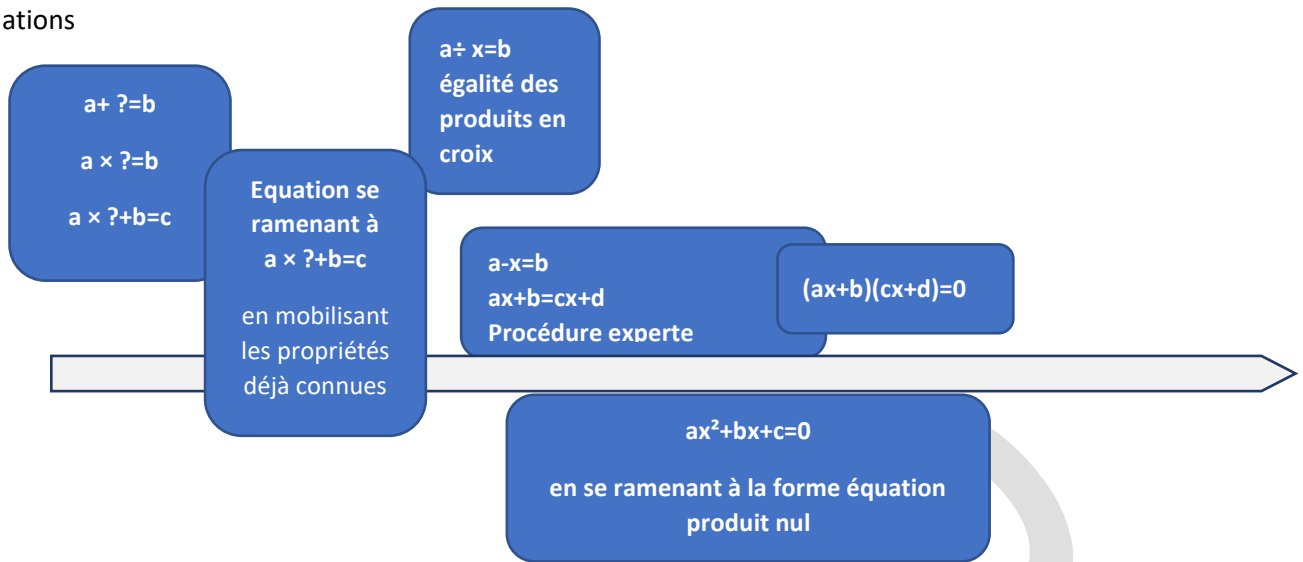 ations
a+ ?=b
a × ?=b
a × ?+b=c
Equation se
ramenant à
a × ?+b=c
en mobilisant
les propriétés
déjà connues
a÷ x=b
égalité des
produits en
croix
a-x=b
ax+b=cx+d
Procédure experte
(ax+b)(cx+d)=0
ax²+bx+c=0
en se ramenant à la forme équation
produit nul